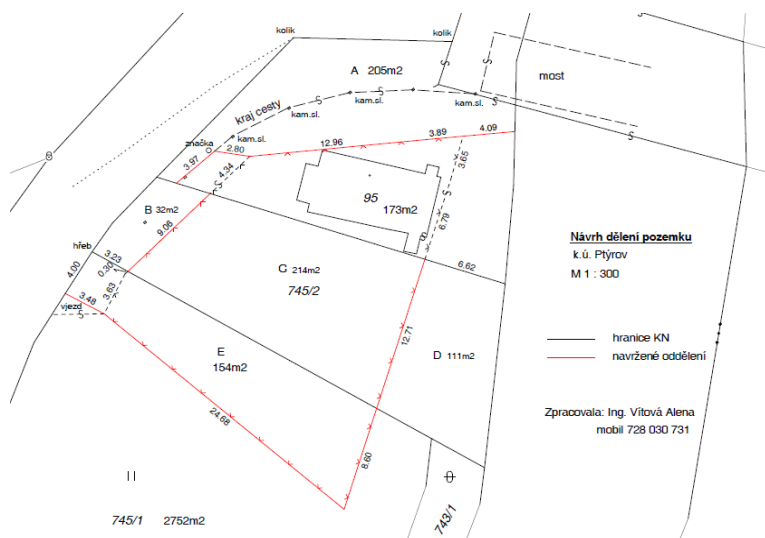 kolík
kolík
A 205m2
most
kraj cesty
kam.sl.
kam.sl.
kam.sl.
kam.sl.
značka
2.80
12.96
3.89
4.09
3.97
4.34
3.65
95
173m2
6.79
B 32m2
9.06
Návrh dělení pozemku
k.ú. Ptýrov
M 1 : 300
hřeb
3.23
0.30
4.00
3.63
C 214m2
745/2
6.62
3.48
vjezd
12.71
hranice KN
navržené oddělení
E
154m2
D 111m2
24.68
Zpracovala: Ing. Vítová Alena
mobil 728 030 731
8.60
745/1 2752m2
743/1